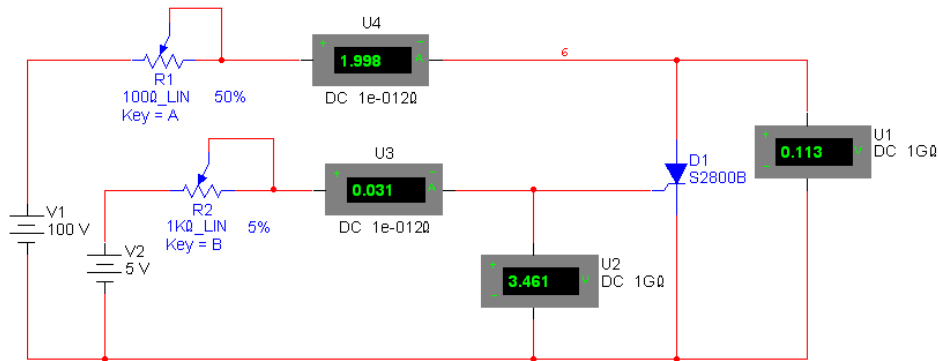 U4
+ 1.998 − A
DC 1e-012Ω
6
R1
100Ω_LIN 50%
Key = A
U1
+ 0.113 V −
DC 1GΩ
U3
+ 0.031 − A
DC 1e-012Ω
D1
S2800B
R2
1KΩ_LIN 5%
Key = B
V1
100 V
V2
5 V
U2
+ 3.461 V −
DC 1GΩ